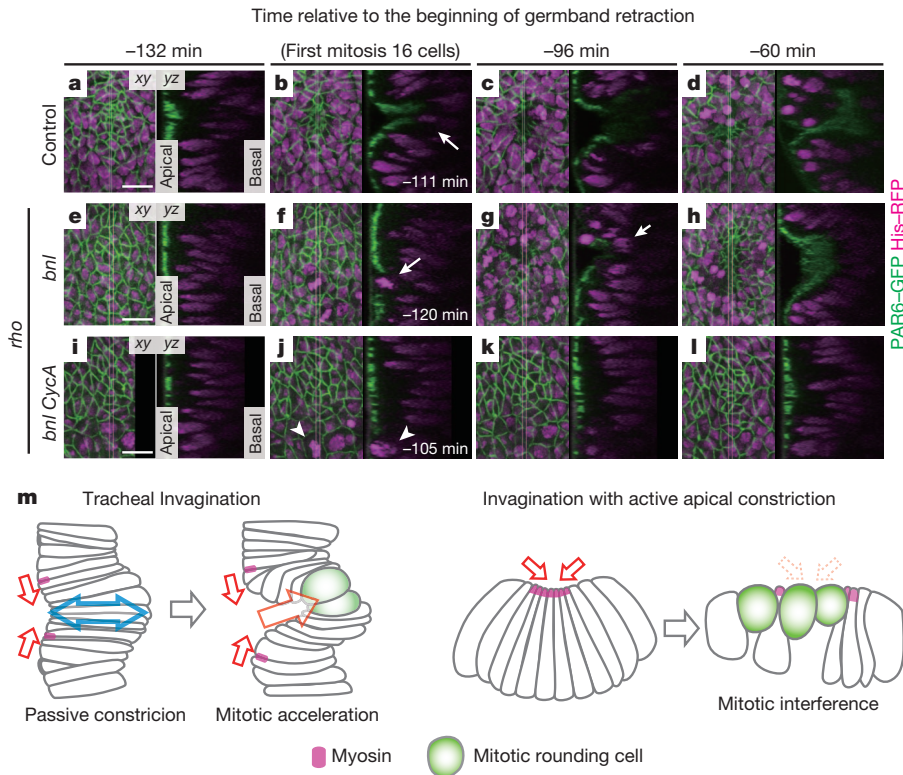 Time relative to the beginning of germband retraction
–132 min
(First mitosis 16 cells)
–96 min
–60 min
Control
a
xy
yz
Apical
Basal
b
–111 min
c
d
rho
bnl
e
xy
yz
Apical
Basal
f
–120 min
g
h
bnl CycA
i
xy
yz
Apical
Basal
j
–105 min
k
l
PAR6–GFP His–RFP
m
Tracheal Invagination
Invagination with active apical constriction
Passive constricion
Mitotic acceleration
Mitotic interference
Myosin
Mitotic rounding cell